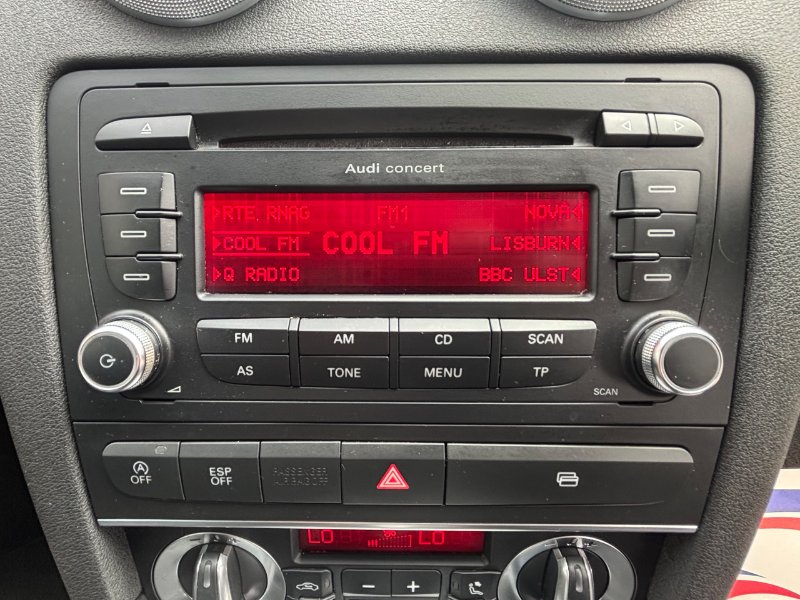 Audi concert
RTE RNAG FM1 NOVA
COOL FM COOL FM LISBURN
Q RADIO BBC ULST
FM AM CD SCAN
AS TONE MENU TP
SCAN
A OFF ESP OFF PASSENGER AIRBAG OFF
LO LO